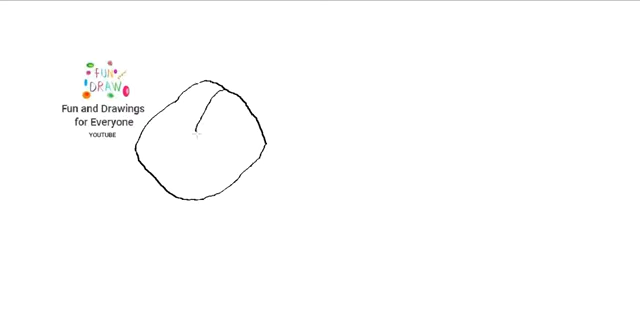 FUN
DRAW
Fun and Drawings
for Everyone
YOUTUBE